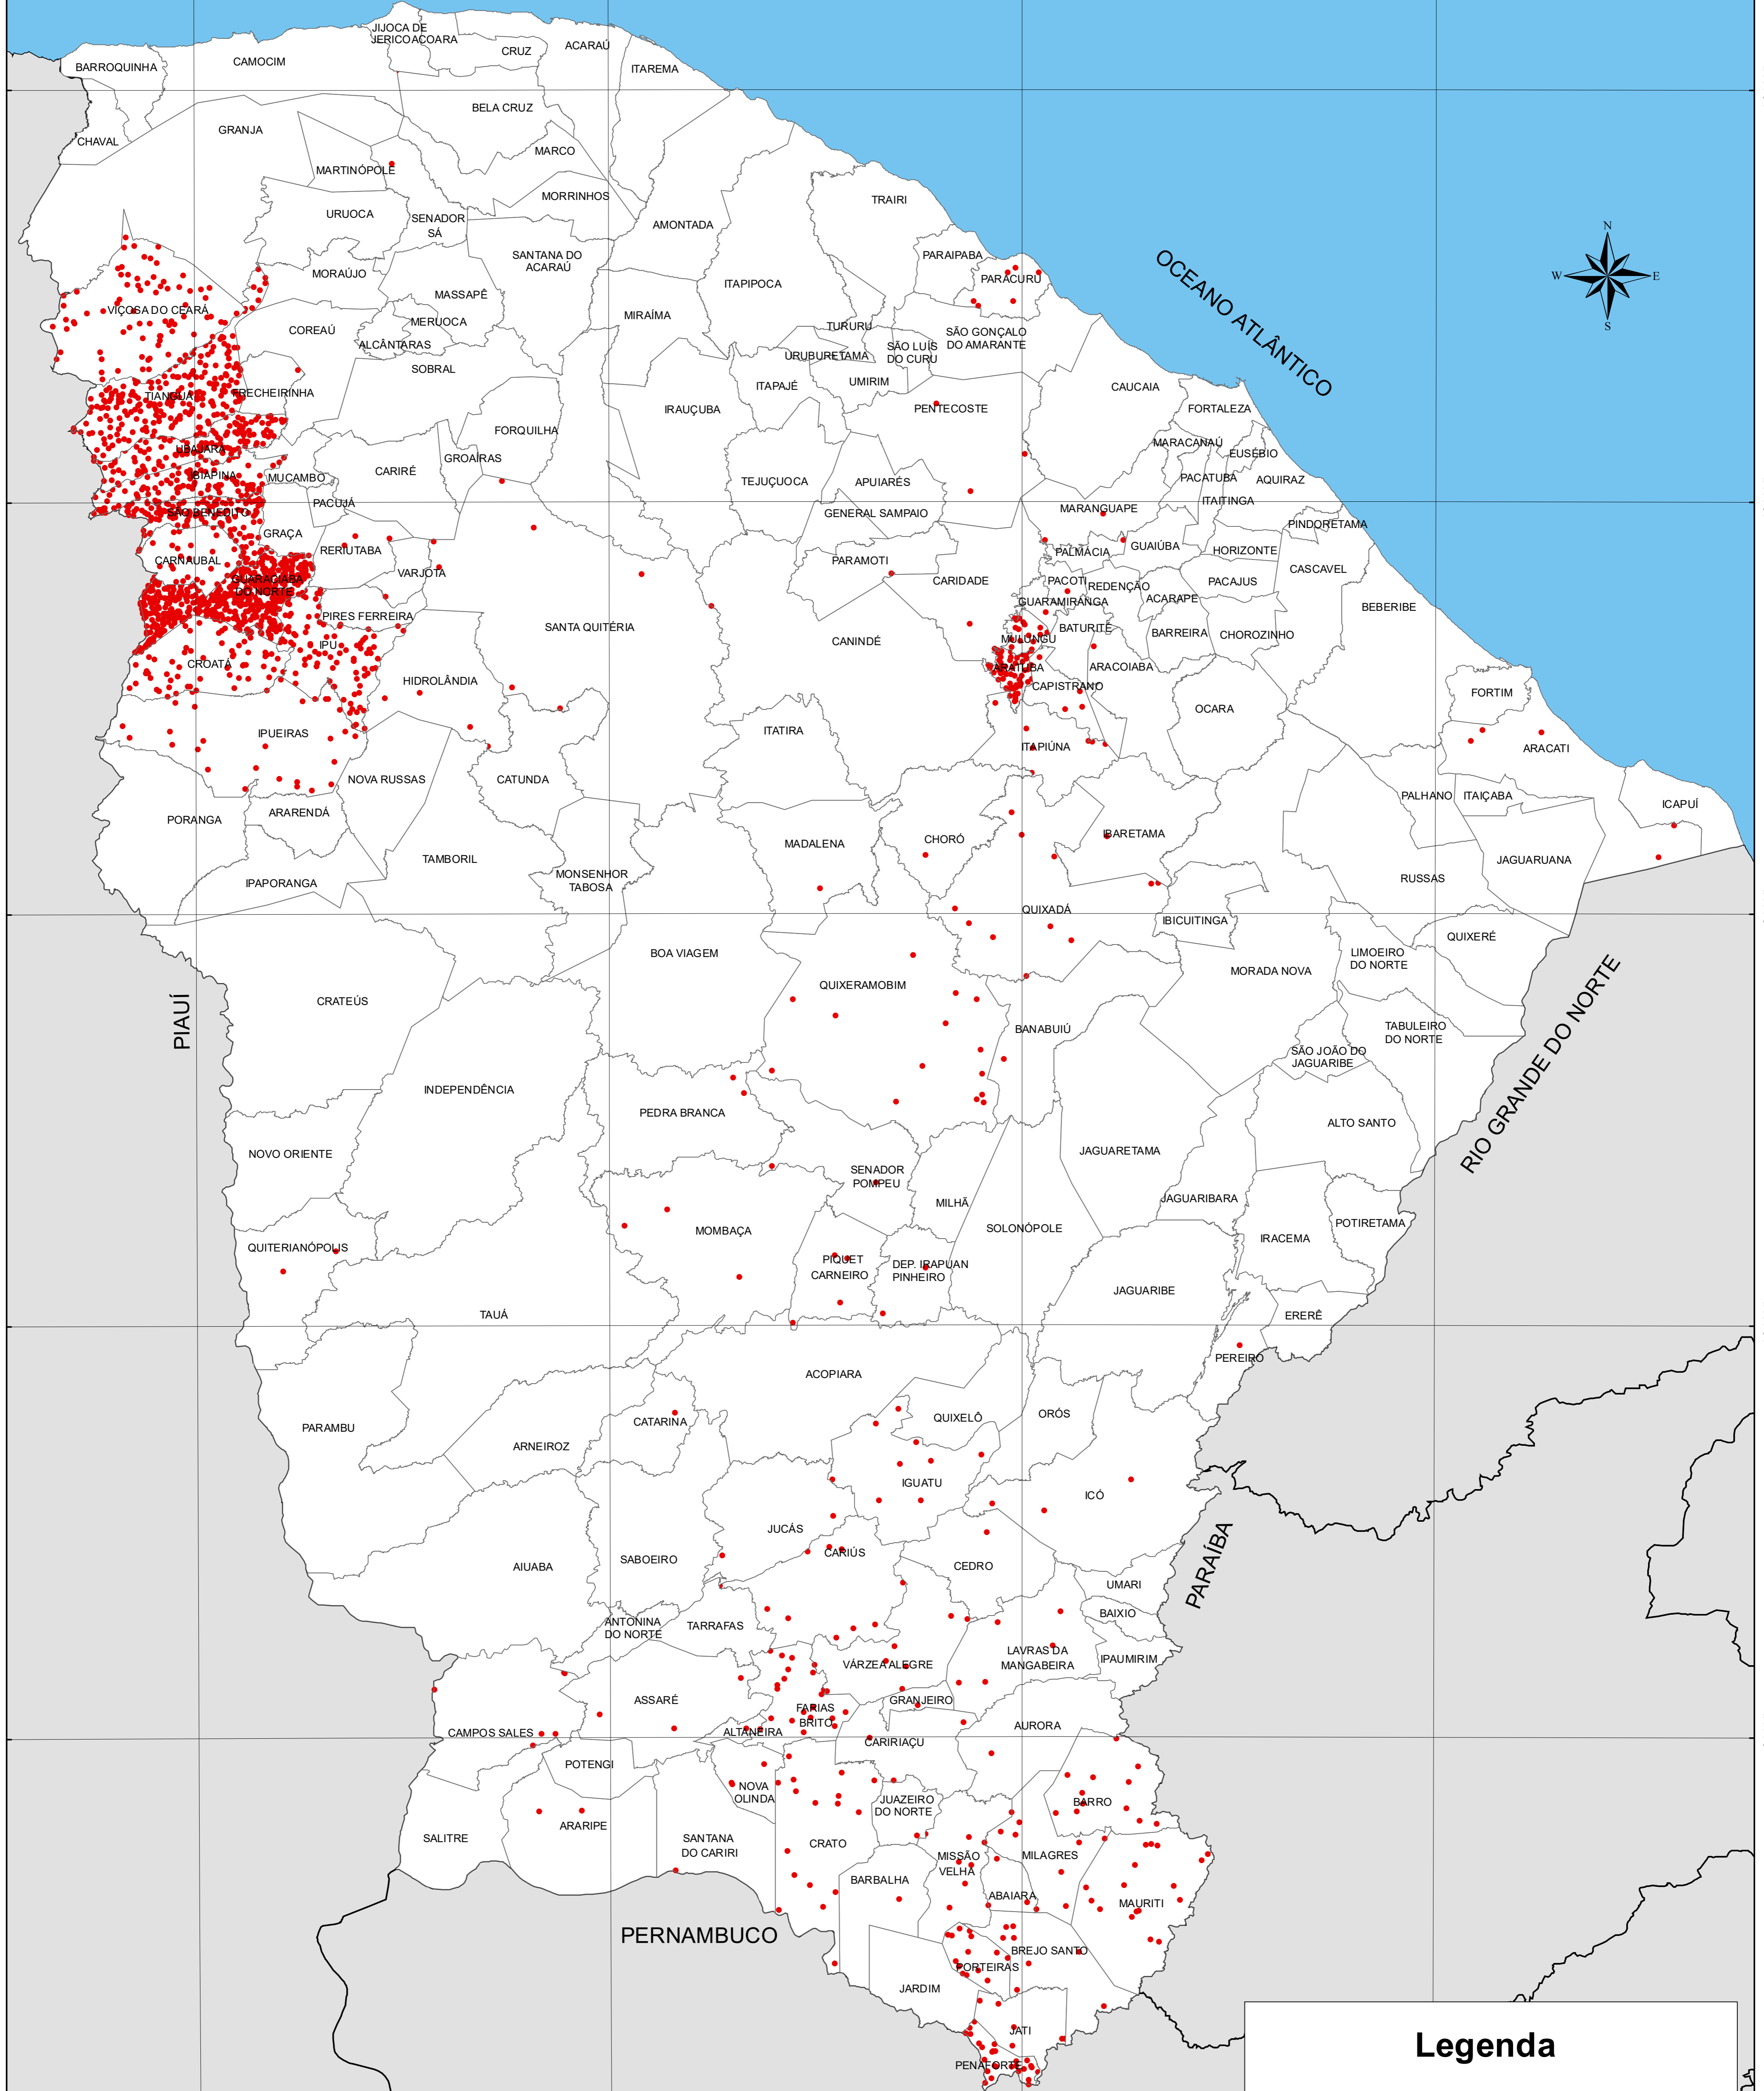 JIJOCA DE
JERICOACOARA
CRUZ
ACARAÚ
BARROQUINHA
CAMOCIM
ITAREMA
BELA CRUZ
GRANJA
CHAVAL
MARCO
MARTINÓPOLE
MORRINHOS
TRAIRI
URUOCA
SENADOR
SÁ
AMONTADA
N
W
E
S
SANTANA DO
ACARAÚ
PARAIPABA
OCEANO ATLÂNTICO
MORAÚJO
PARACURU
ITAPIPOCA
MASSAPÊ
VIÇOSA DO CEARÁ
MIRAÍMA
MERUOCA
COREAÚ
TURURU
SÃO GONÇALO
DO AMARANTE
ALCÂNTARAS
SÃO LUÍS
DO CURU
URUBURETAMA
SOBRAL
UMIRIM
ITAPAJÉ
CAUCAIA
TIANGUÁ
FRECHEIRINHA
IRAUÇUBA
PENTECOSTE
FORTALEZA
FORQUILHA
MARACANAÚ
UBAJARA
EUSÉBIO
GROAÍRAS
CARIRÉ
IBIAPINA
MUCAMBO
PACATUBA
AQUIRAZ
TEJUÇUOCA
APUIARÉS
PACUJÁ
ITAITINGA
MARANGUAPE
SÃO BENEDITO
GENERAL SAMPAIO
PINDORETAMA
GRAÇA
RERIUTABA
PALMÁCIA
GUAIÚBA
HORIZONTE
CARNAUBAL
PARAMOTI
CASCAVEL
VARJOTA
CARIDADE
PACOTI
REDENÇÃO
PACAJUS
GUARACIABA
DO NORTE
GUARAMIRANGA
ACARAPE
BEBERIBE
PIRES FERREIRA
SANTA QUITÉRIA
BATURITÉ
BARREIRA
CHOROZINHO
CANINDÉ
MULUNGU
IPU
CROATÁ
ARATUBA
ARACOIABA
HIDROLÂNDIA
CAPISTRANO
FORTIM
OCARA
ITATIRA
IPUEIRAS
ITAPIÚNA
ARACATI
NOVA RUSSAS
CATUNDA
PALHANO
ITAIÇABA
ICAPUÍ
ARARENDÁ
PORANGA
IBARETAMA
CHORÓ
MADALENA
TAMBORIL
JAGUARUANA
MONSENHOR
TABOSA
RUSSAS
IPAPORANGA
QUIXADÁ
IBICUITINGA
QUIXERÉ
BOA VIAGEM
LIMOEIRO
DO NORTE
MORADA NOVA
QUIXERAMOBIM
CRATEÚS
PIAUÍ
BANABUIÚ
TABULEIRO
DO NORTE
SÃO JOÃO DO
JAGUARIBE
RIO GRANDE DO NORTE
INDEPENDÊNCIA
PEDRA BRANCA
ALTO SANTO
NOVO ORIENTE
JAGUARETAMA
SENADOR
POMPEU
JAGUARIBARA
MILHÃ
POTIRETAMA
MOMBAÇA
SOLONÓPOLE
IRACEMA
QUITERIANÓPOLIS
PIQUET
CARNEIRO
DEP. IRAPUAN
PINHEIRO
JAGUARIBE
TAUÁ
ERERÊ
PEREIRO
ACOPIARA
ORÓS
QUIXELÔ
CATARINA
PARAMBU
ARNEIROZ
IGUATU
ICÓ
JUCÁS
CARIÚS
SABOEIRO
CEDRO
AIUABA
PARAÍBA
UMARI
BAIXIO
ANTONINA
DO NORTE
TARRAFAS
LAVRAS DA
MANGABEIRA
IPAUMIRIM
VÁRZEA ALEGRE
ASSARÉ
GRANJEIRO
FARIAS
BRITO
AURORA
CAMPOS SALES
ALTANEIRA
CARIRIAÇU
POTENGI
NOVA
OLINDA
JUAZEIRO
DO NORTE
BARRO
ARARIPE
SALITRE
SANTANA
DO CARIRI
CRATO
MISSÃO
VELHA
MILAGRES
BARBALHA
ABAIARA
MAURITI
PERNAMBUCO
BREJO SANTO
PORTEIRAS
JARDIM
JATI
PENAFORTE
Legenda